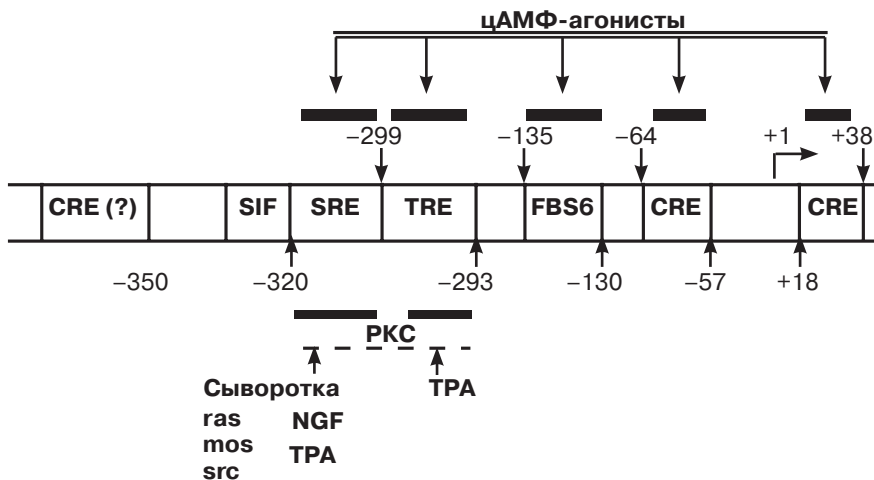 цАМФ-агонисты
−299 −135 −64 +1 +38
CRE (?) SIF SRE TRE FBS6 CRE CRE
−350 −320 −293 −130 −57 +18
PKC
Сыворотка TPA
ras NGF
mos
TPA
src